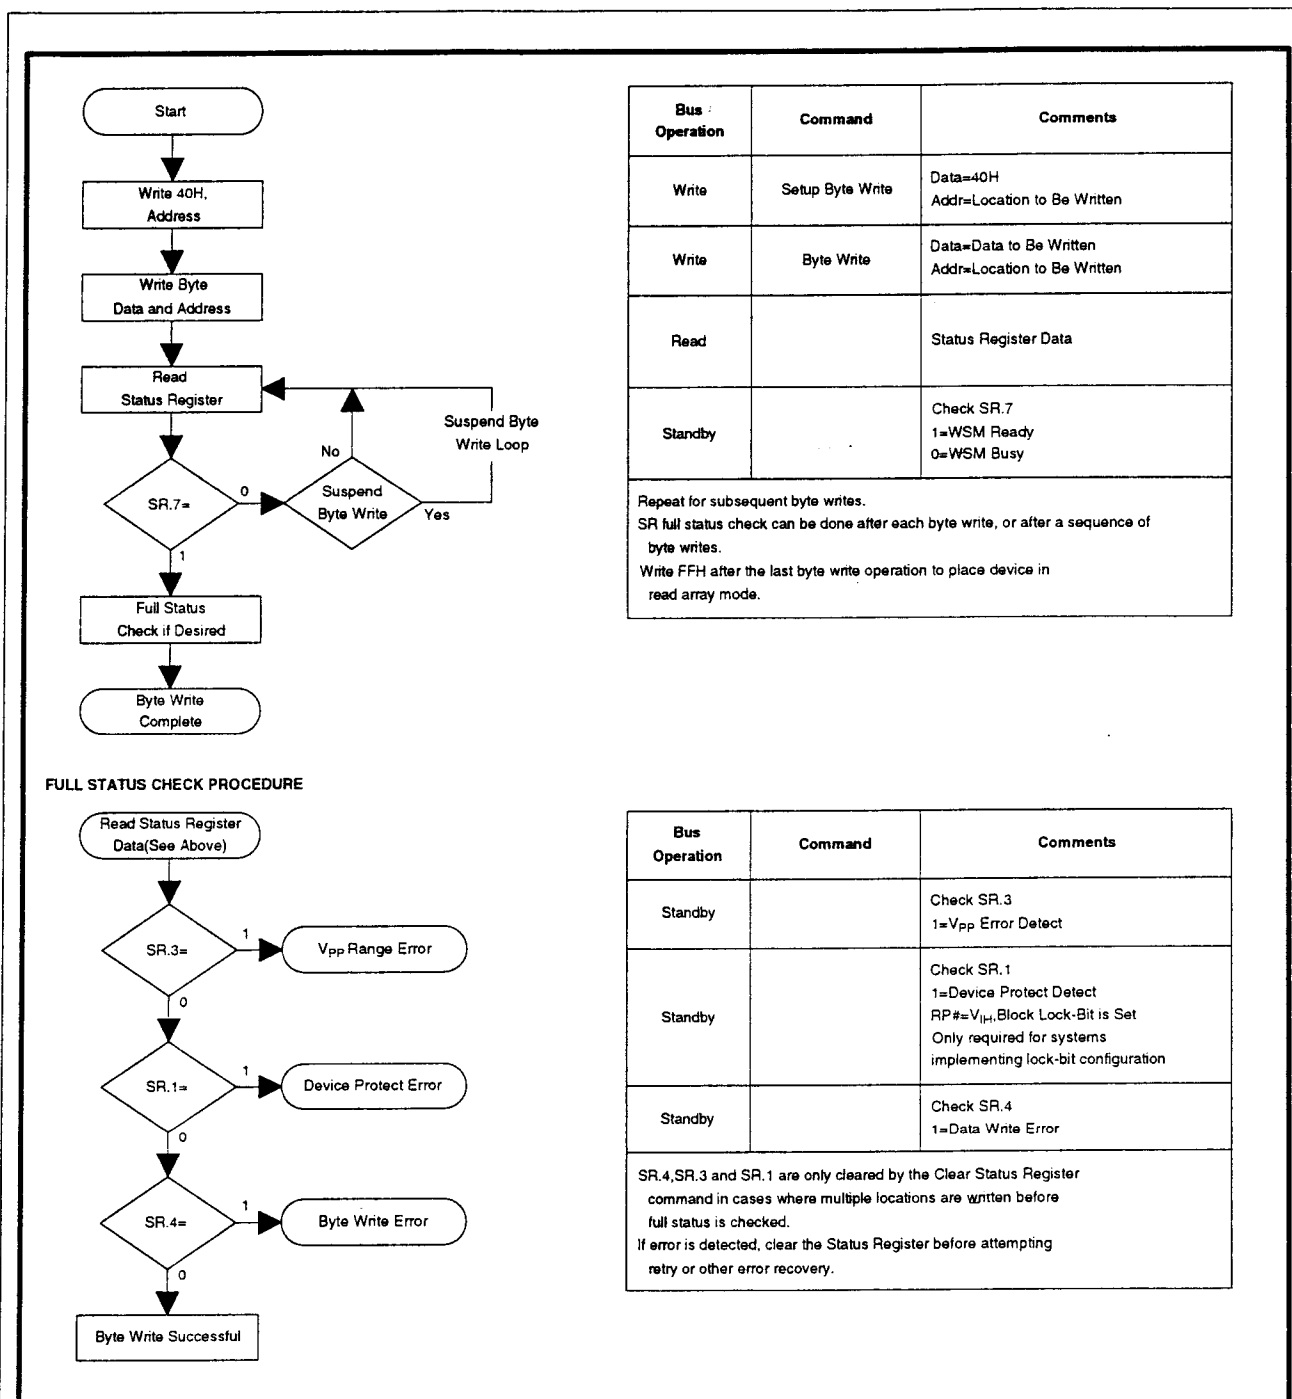 Start
Write 40H,
Address
Write Byte
Data and Address
Read
Status Register
Suspend Byte
Write Loop
No
SR.7=
0
Suspend
Byte Write
Yes
1
Full Status
Check if Desired
Byte Write
Complete
Bus
Operation
Command
Comments
Write
Setup Byte Write
Data=40H
Addr=Location to Be Written
Write
Byte Write
Data=Data to Be Written
Addr=Location to Be Written
Read
Status Register Data
Standby
Check SR.7
1=WSM Ready
0=WSM Busy
Repeat for subsequent byte writes.
SR full status check can be done after each byte write, or after a sequence of
byte writes.
Write FFH after the last byte write operation to place device in
read array mode.
FULL STATUS CHECK PROCEDURE
Read Status Register
Data(See Above)
SR.3=
1
VPP Range Error
0
SR.1=
1
Device Protect Error
0
SR.4=
1
Byte Write Error
0
Byte Write Successful
Bus
Operation
Command
Comments
Standby
Check SR.3
1=VPP Error Detect
Standby
Check SR.1
1=Device Protect Detect
RP#=VIH,Block Lock-Bit is Set
Only required for systems
implementing lock-bit configuration
Standby
Check SR.4
1=Data Write Error
SR.4,SR.3 and SR.1 are only cleared by the Clear Status Register
command in cases where multiple locations are written before
full status is checked.
If error is detected, clear the Status Register before attempting
retry or other error recovery.